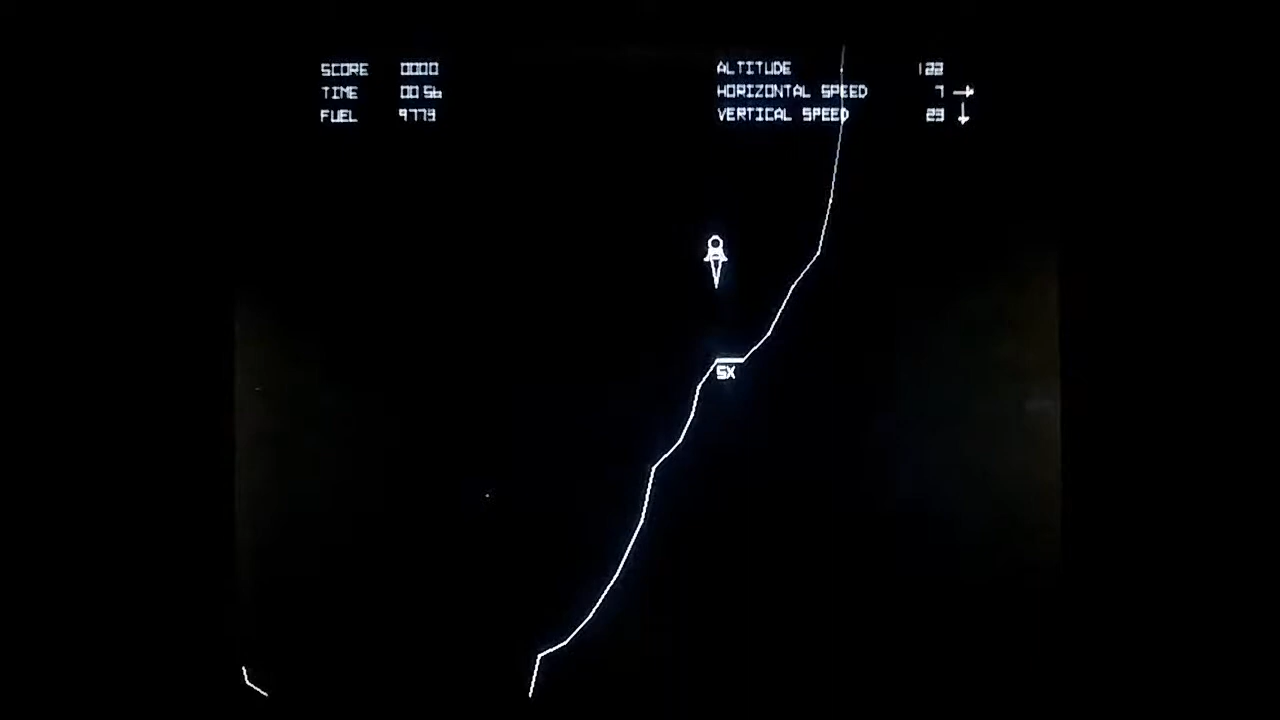 SCORE 0000
TIME 00 56
FUEL 9779
ALTITUDE 122
HORIZONTAL SPEED 7 →
VERTICAL SPEED 23 ↓
5X